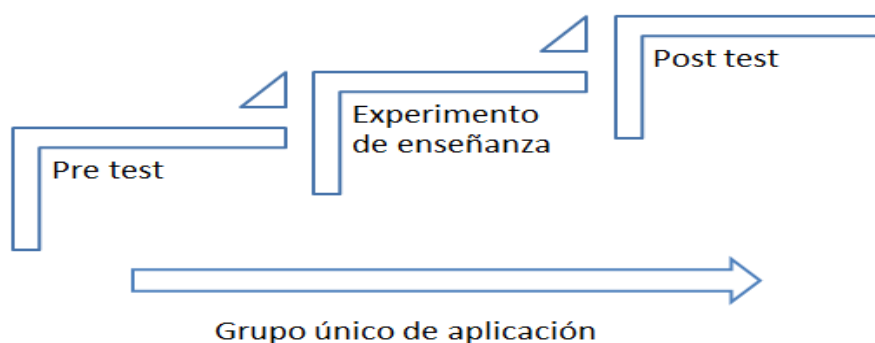 Pre test
Experimento
de enseñanza
Post test
Grupo único de aplicación